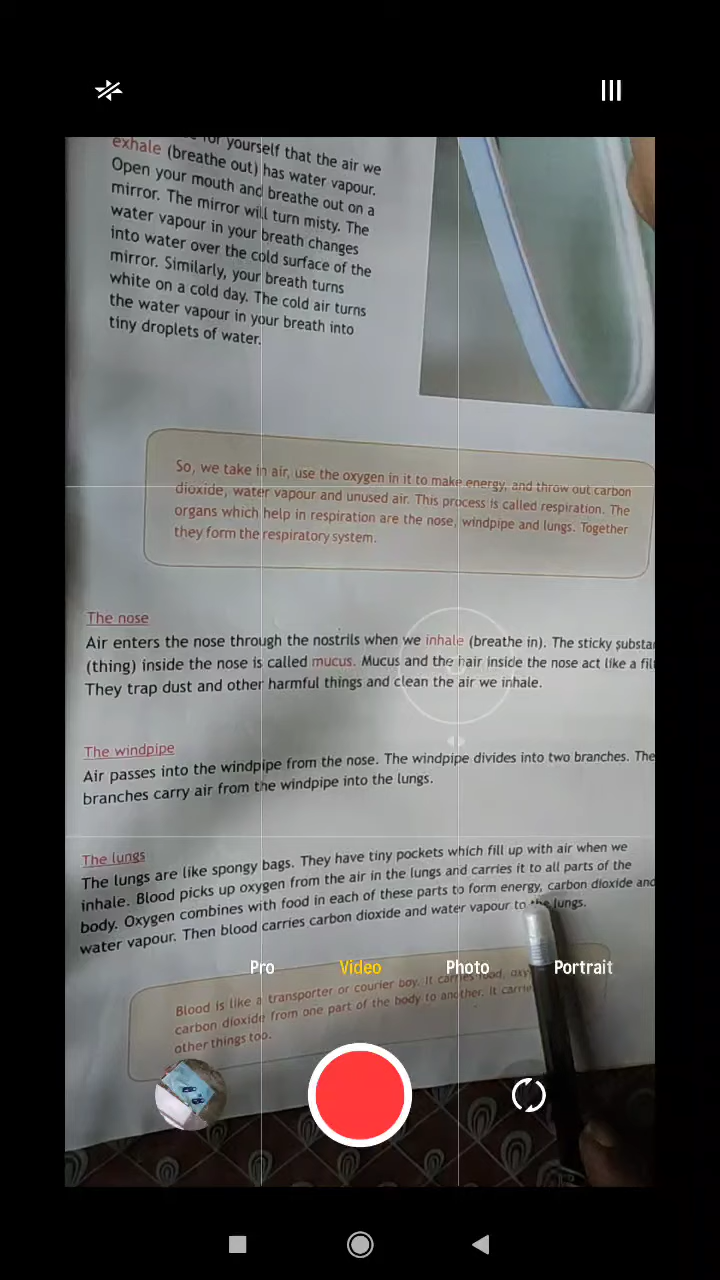 for yourself that the air we
exhale (breathe out) has water vapour.
Open your mouth and breathe out on a
mirror. The mirror will turn misty. The
water vapour in your breath changes
into water over the cold surface of the
mirror. Similarly, your breath turns
white on a cold day. The cold air turns
the water vapour in your breath into
tiny droplets of water.
So, we take in air, use the oxygen in it to make energy, and throw out carbon
dioxide, water vapour and unused air. This process is called respiration. The
organs which help in respiration are the nose, windpipe and lungs. Together
they form the respiratory system.
The nose
Air enters the nose through the nostrils when we inhale (breathe in). The sticky
(thing) inside the nose is called mucus. Mucus and the hair inside the nose act like a
They trap dust and other harmful things and clean the air we inhale.
The windpipe
Air passes into the windpipe from the nose. The windpipe divides into two branches. The
branches carry air from the windpipe into the lungs.
The lungs
The lungs are like spongy bags. They have tiny pockets which fill up with air when we
inhale. Blood picks up oxygen from the air in the lungs and carries it to all parts of the
body. Oxygen combines with food in each of these parts to form energy, carbon dioxide and
water vapour. Then blood carries carbon dioxide and water vapour to the lungs.
Pro Video Photo Portrait
Blood is like a transporter or courier boy. It carries food,
carbon dioxide from one part of the body to another. It
other things too.